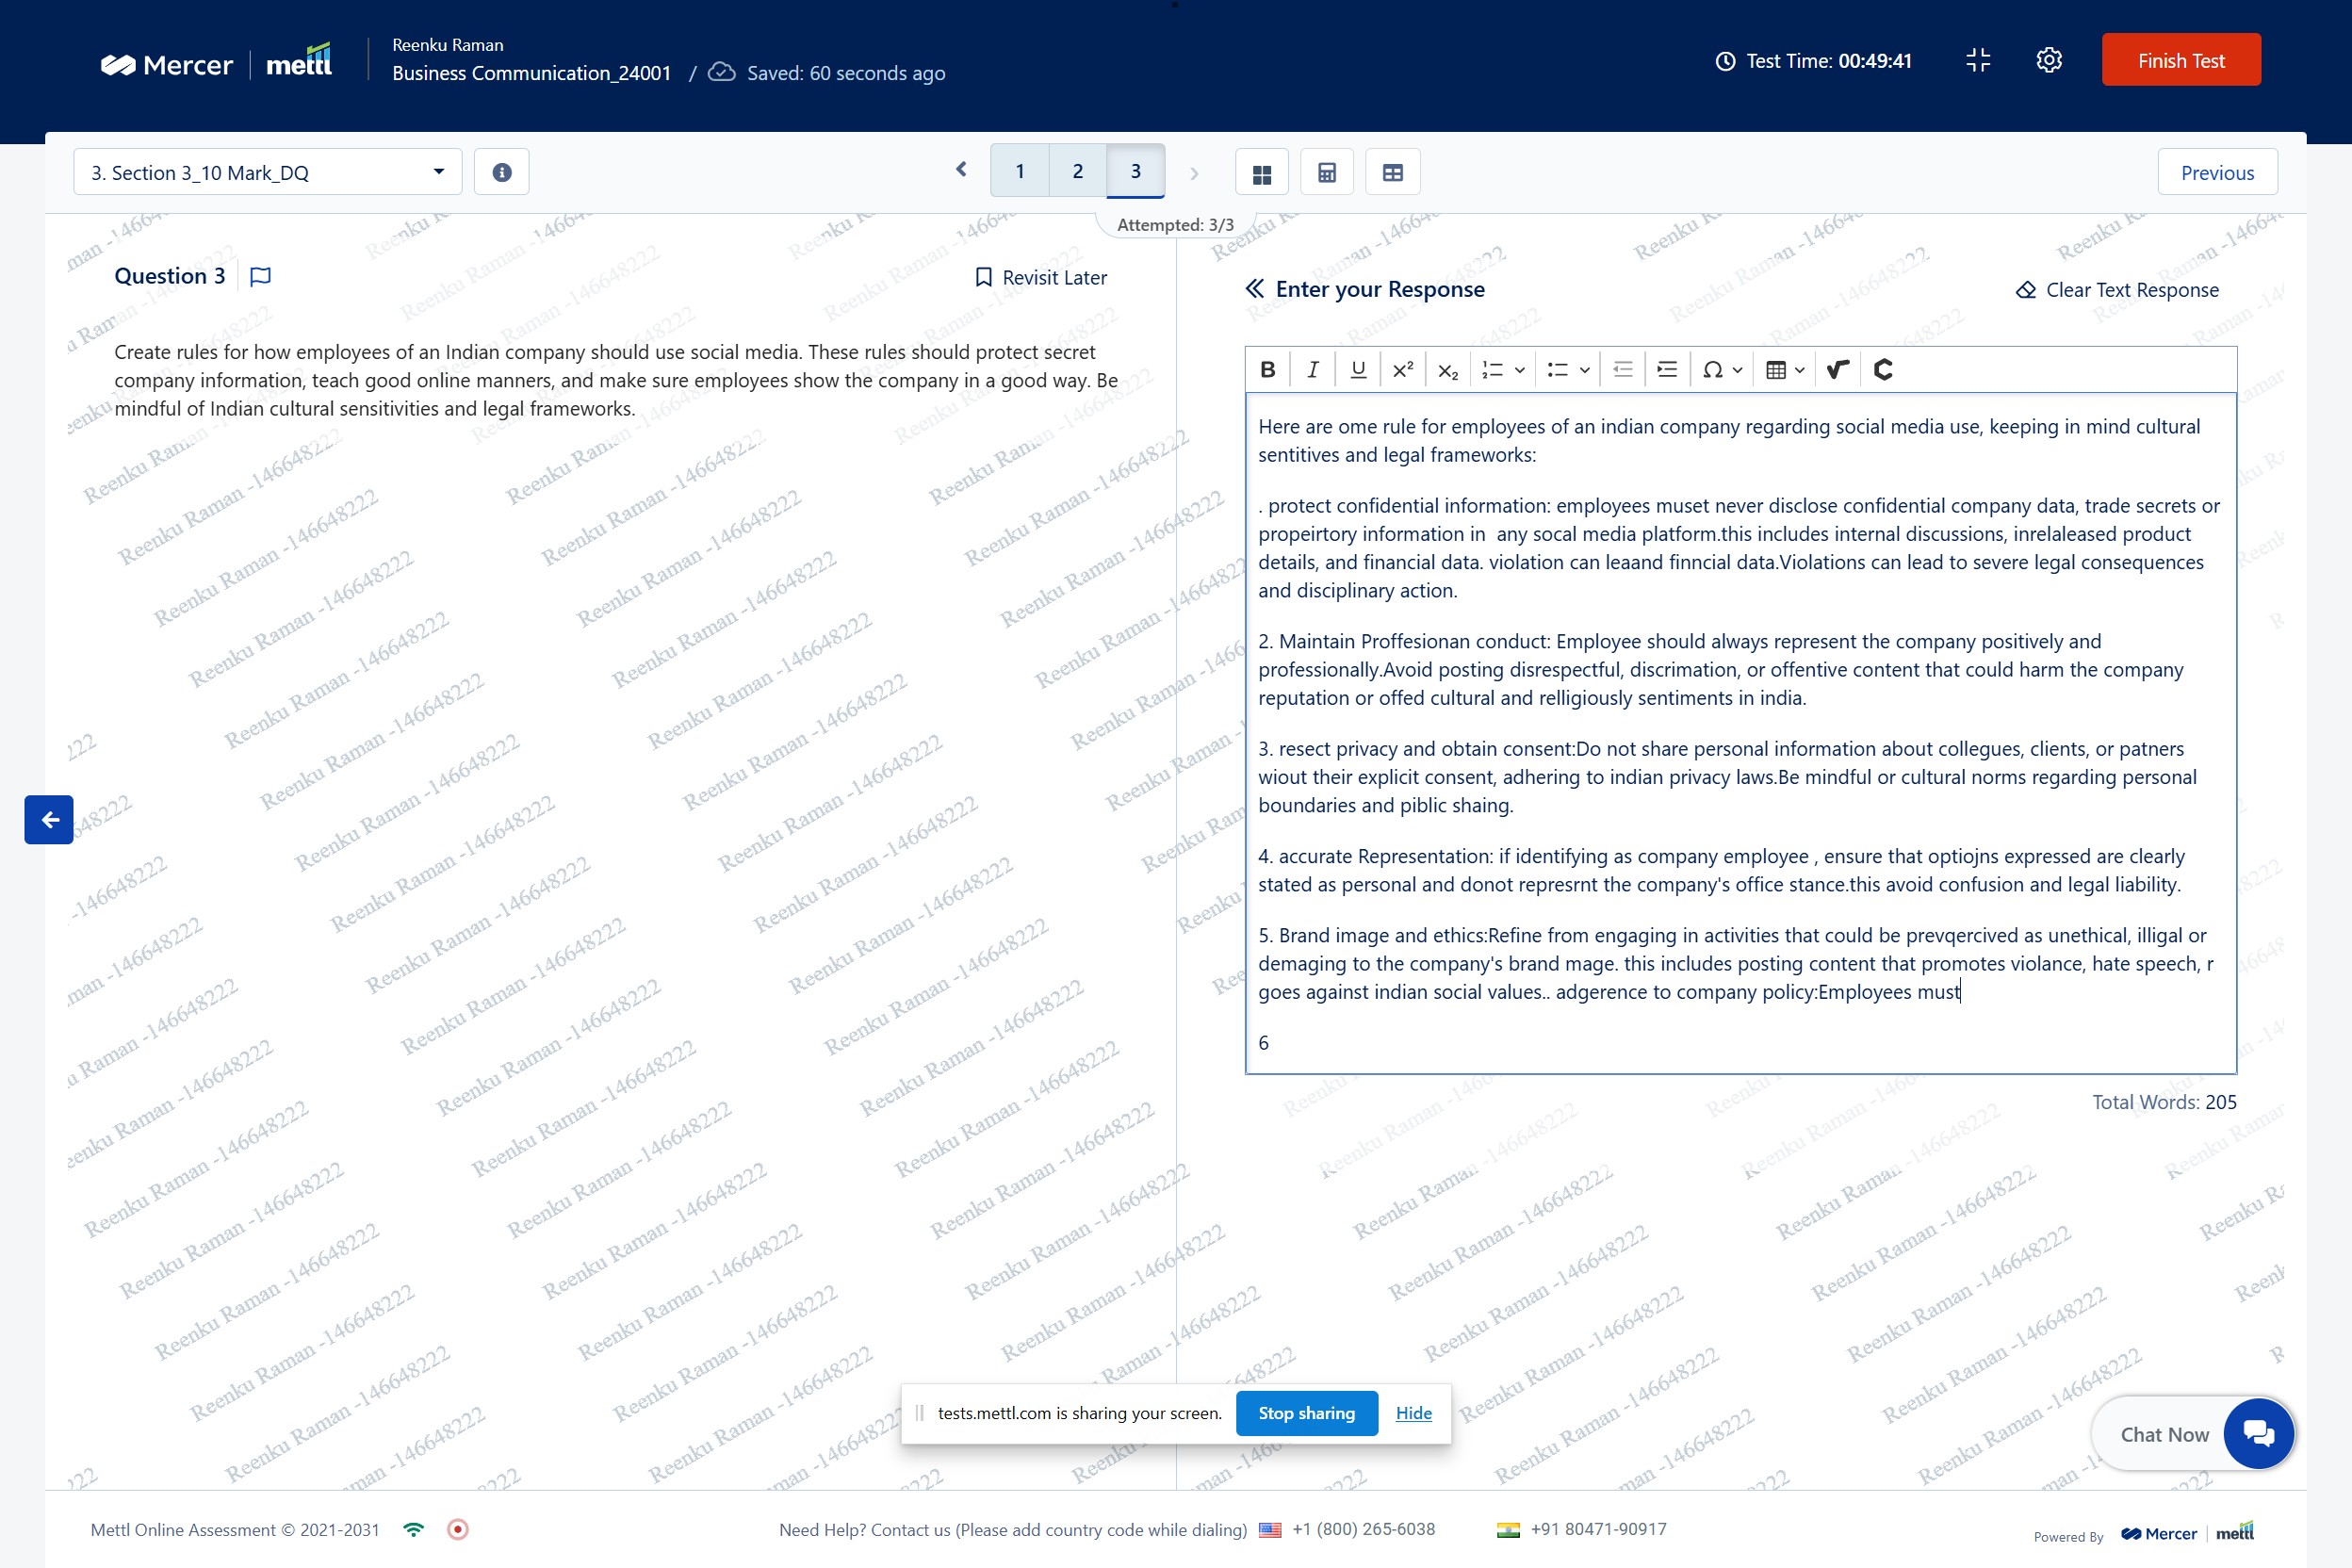 Mercer | mettl
Reenku Raman
Business Communication_24001 / Saved: 60 seconds ago
Test Time: 00:49:41
Finish Test
3. Section 3_10 Mark_DQ
1 2 3
Previous
Attempted: 3/3
Question 3
Revisit Later
Create rules for how employees of an Indian company should use social media. These rules should protect secret
company information, teach good online manners, and make sure employees show the company in a good way. Be
mindful of Indian cultural sensitivities and legal frameworks.
Enter your Response
Clear Text Response
B I U x² x₂
Here are ome rule for employees of an indian company regarding social media use, keeping in mind cultural
sentitives and legal frameworks:
. protect confidential information: employees muset never disclose confidential company data, trade secrets or
propeirtory information in  any socal media platform.this includes internal discussions, inrelaleased product
details, and financial data. violation can leaand finncial data.Violations can lead to severe legal consequences
and disciplinary action.
2. Maintain Proffesionan conduct: Employee should always represent the company positively and
professionally.Avoid posting disrespectful, discrimation, or offentive content that could harm the company
reputation or offed cultural and relligiously sentiments in india.
3. resect privacy and obtain consent:Do not share personal information about collegues, clients, or patners
wiout their explicit consent, adhering to indian privacy laws.Be mindful or cultural norms regarding personal
boundaries and piblic shaing.
4. accurate Representation: if identifying as company employee , ensure that optiojns expressed are clearly
stated as personal and donot represrnt the company's office stance.this avoid confusion and legal liability.
5. Brand image and ethics:Refine from engaging in activities that could be prevqercived as unethical, illigal or
demaging to the company's brand mage. this includes posting content that promotes violance, hate speech, r
goes against indian social values.. adgerence to company policy:Employees must
6
Total Words: 205
Reenku Raman -146648222
tests.mettl.com is sharing your screen. Stop sharing Hide
Chat Now
Mettl Online Assessment © 2021-2031
Need Help? Contact us (Please add country code while dialing) +1 (800) 265-6038 +91 80471-90917
Powered By Mercer | mettl